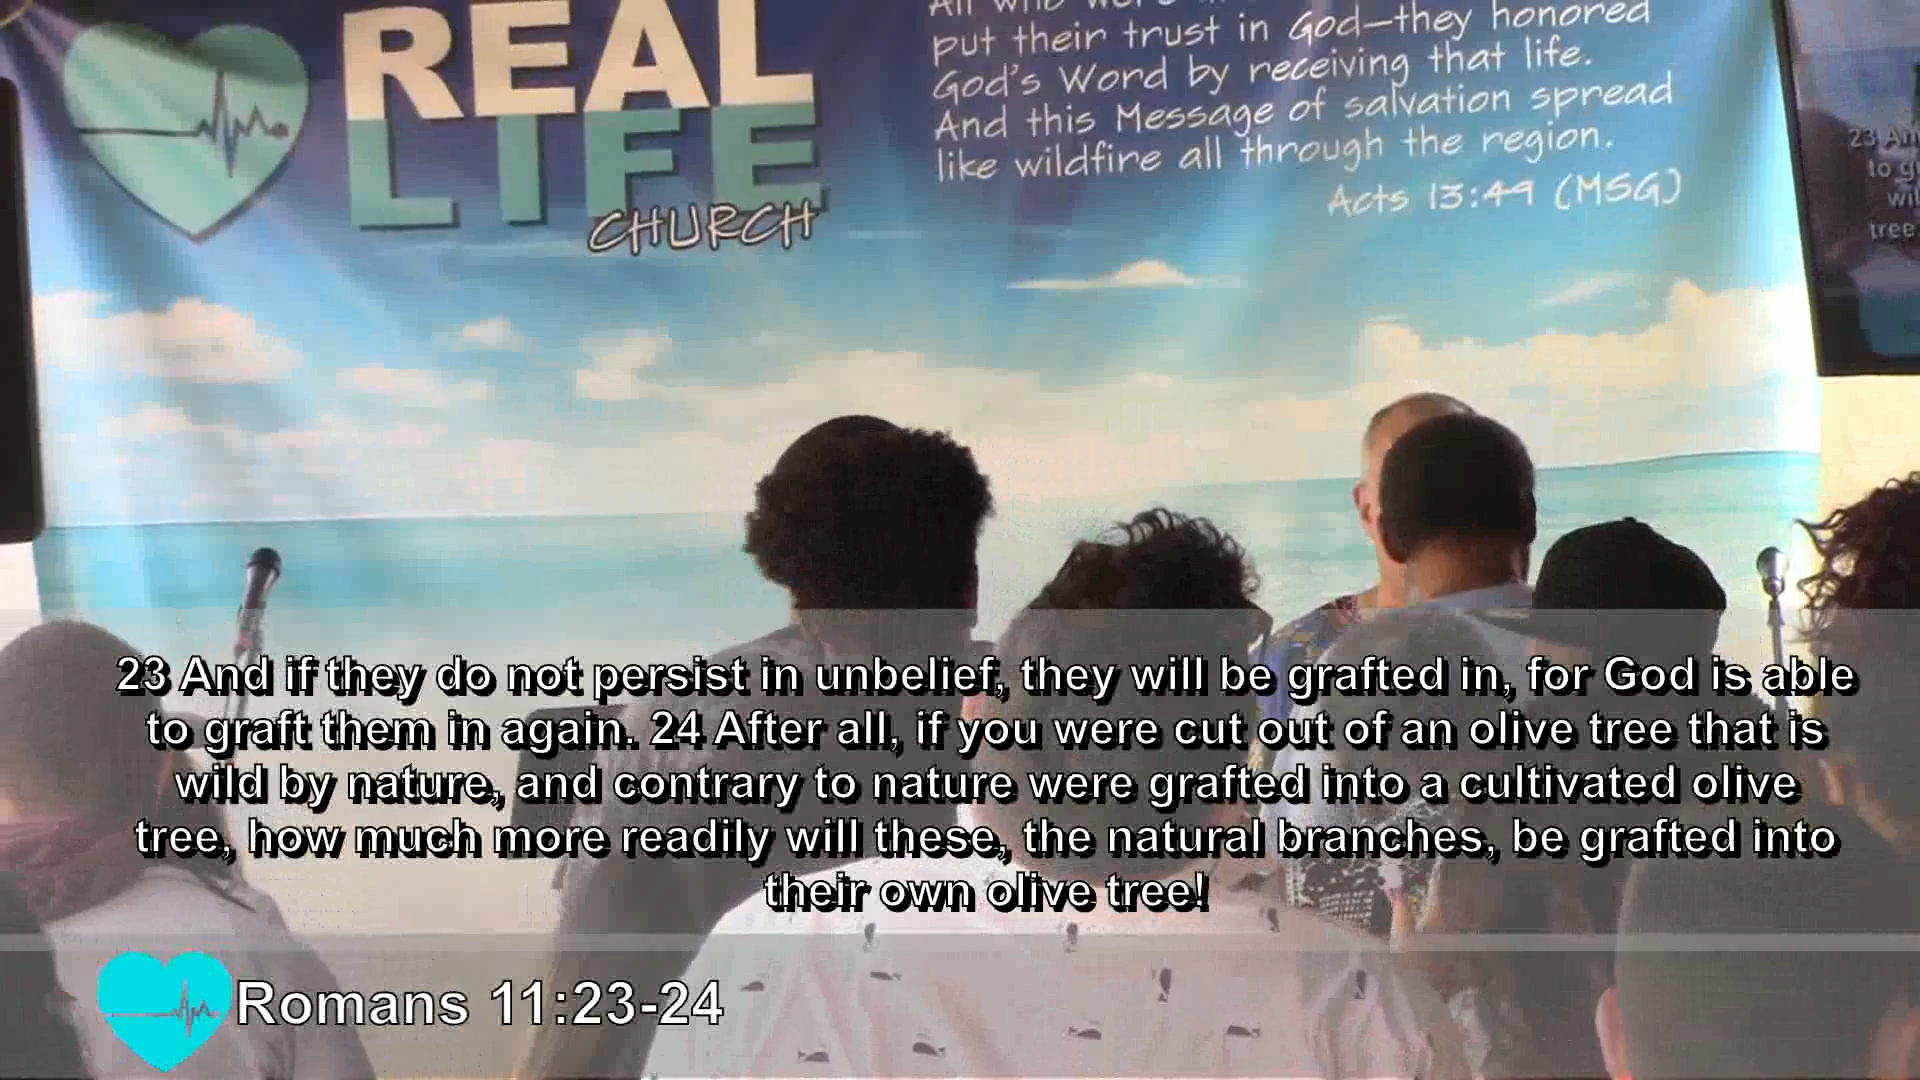 REAL
LIFE
CHURCH
put their trust in God—they honored
God's Word by receiving that life.
And this Message of salvation spread
like wildfire all through the region.
Acts 13:49 (MSG)
23
to
tree
23 And if they do not persist in unbelief, they will be grafted in, for God is able
to graft them in again. 24 After all, if you were cut out of an olive tree that is
wild by nature, and contrary to nature were grafted into a cultivated olive
tree, how much more readily will these, the natural branches, be grafted into
their own olive tree!
Romans 11:23-24